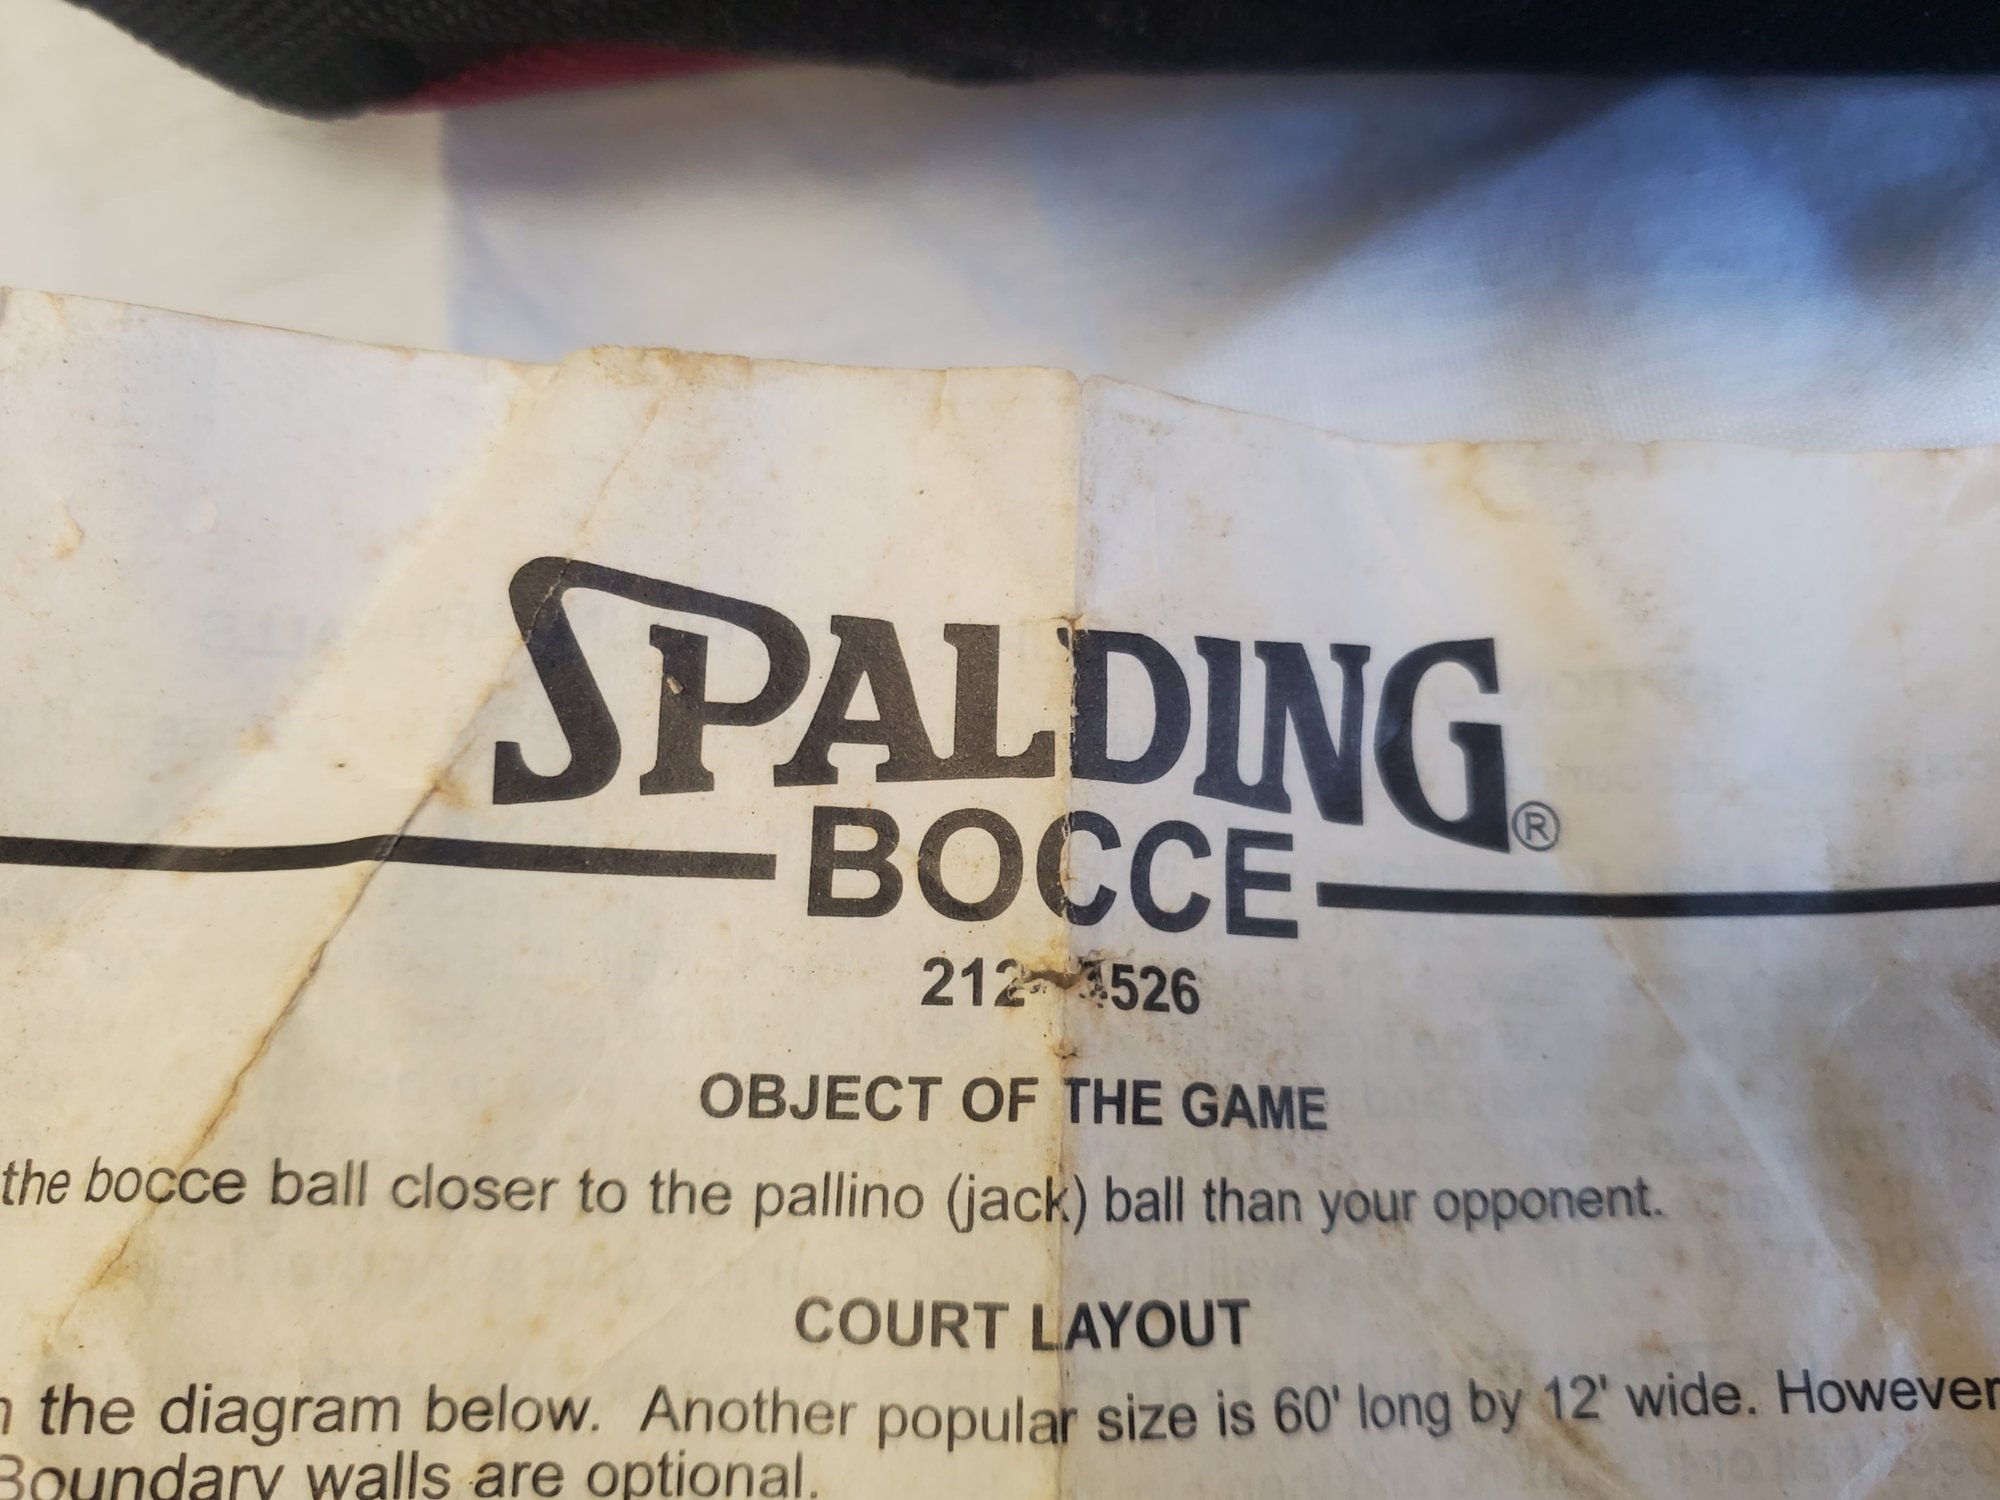 SPALDING®
BOCCE
OBJECT OF THE GAME
the bocce ball closer to the pallino (jack) ball than your opponent.
COURT LAYOUT
the diagram below. Another popular size is 60' long by 12' wide. However
Boundary walls are optional.